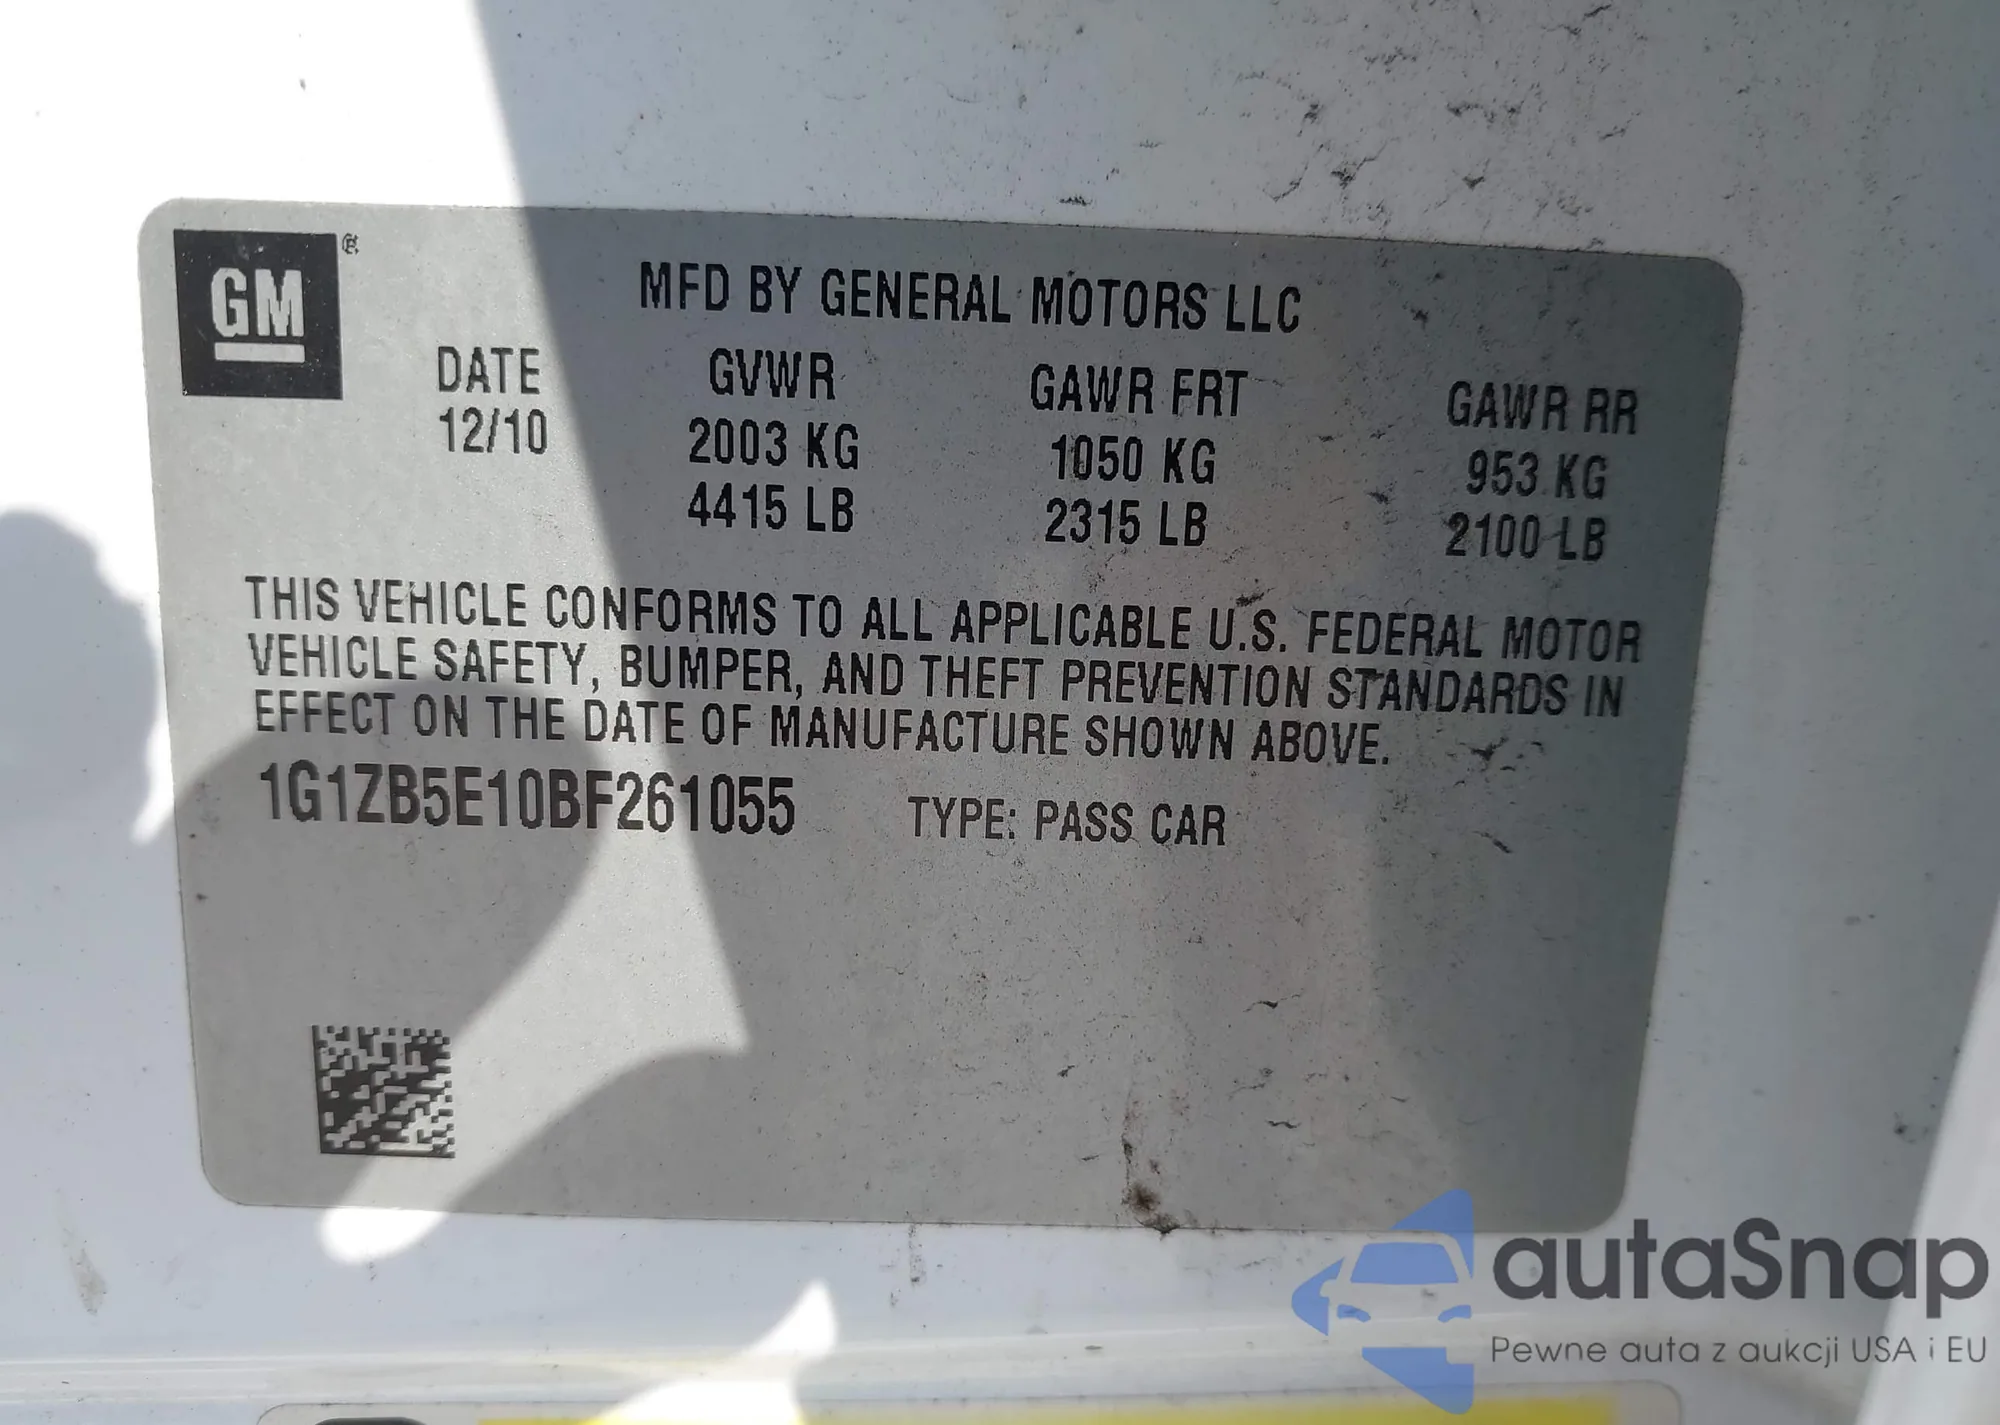 GM ®
MFD BY GENERAL MOTORS LLC
DATE GVWR GAWR FRT GAWR RR
12/10 2003 KG 1050 KG 953 KG
4415 LB 2315 LB 2100 LB
THIS VEHICLE CONFORMS TO ALL APPLICABLE U.S. FEDERAL MOTOR
VEHICLE SAFETY, BUMPER, AND THEFT PREVENTION STANDARDS IN
EFFECT ON THE DATE OF MANUFACTURE SHOWN ABOVE.
1G1ZB5E10BF261055 TYPE: PASS CAR
autaSnap
Pewne auta z aukcji USA i EU